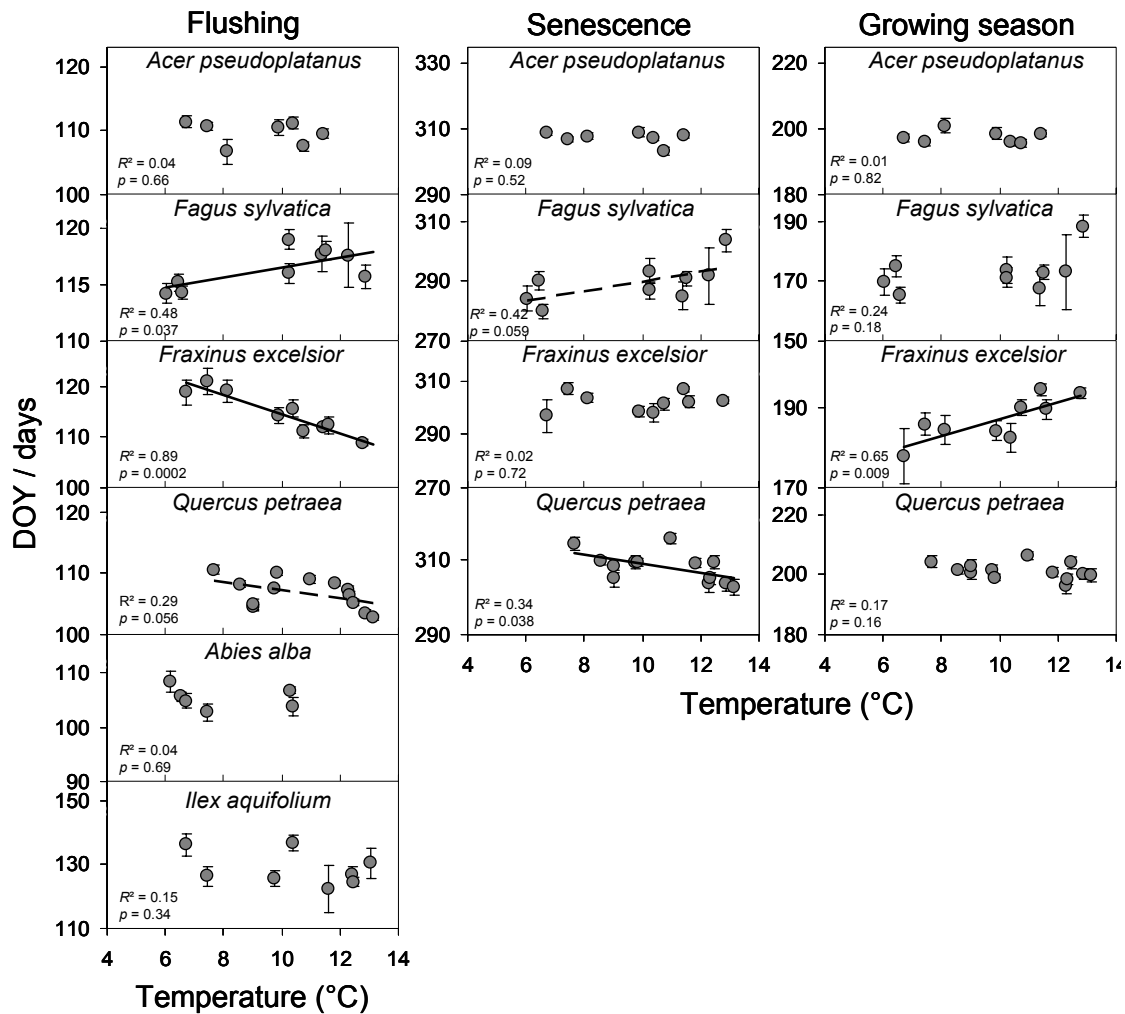 Flushing
Senescence
Growing season
DOY / days
120
110
100
Acer pseudoplatanus
R² = 0.04
p = 0.66
335
310
290
Acer pseudoplatanus
R² = 0.09
p = 0.52
220
200
180
Acer pseudoplatanus
R² = 0.01
p = 0.82
120
115
110
Fagus sylvatica
R² = 0.48
p = 0.037
310
290
270
Fagus sylvatica
R² = 0.42
p = 0.059
190
170
150
Fagus sylvatica
R² = 0.24
p = 0.18
120
110
100
Fraxinus excelsior
R² = 0.89
p = 0.0002
330
300
270
Fraxinus excelsior
R² = 0.02
p = 0.72
190
170
Fraxinus excelsior
R² = 0.65
p = 0.009
120
110
100
Quercus petraea
R² = 0.29
p = 0.056
310
290
Quercus petraea
R² = 0.34
p = 0.038
4 6 8 10 12 14
220
200
180
Quercus petraea
R² = 0.17
p = 0.16
4 6 8 10 12 14
Temperature (°C)
110
100
90
Abies alba
R² = 0.04
p = 0.69
150
130
110
Ilex aquifolium
R² = 0.15
p = 0.34
4 6 8 10 12 14
Temperature (°C)